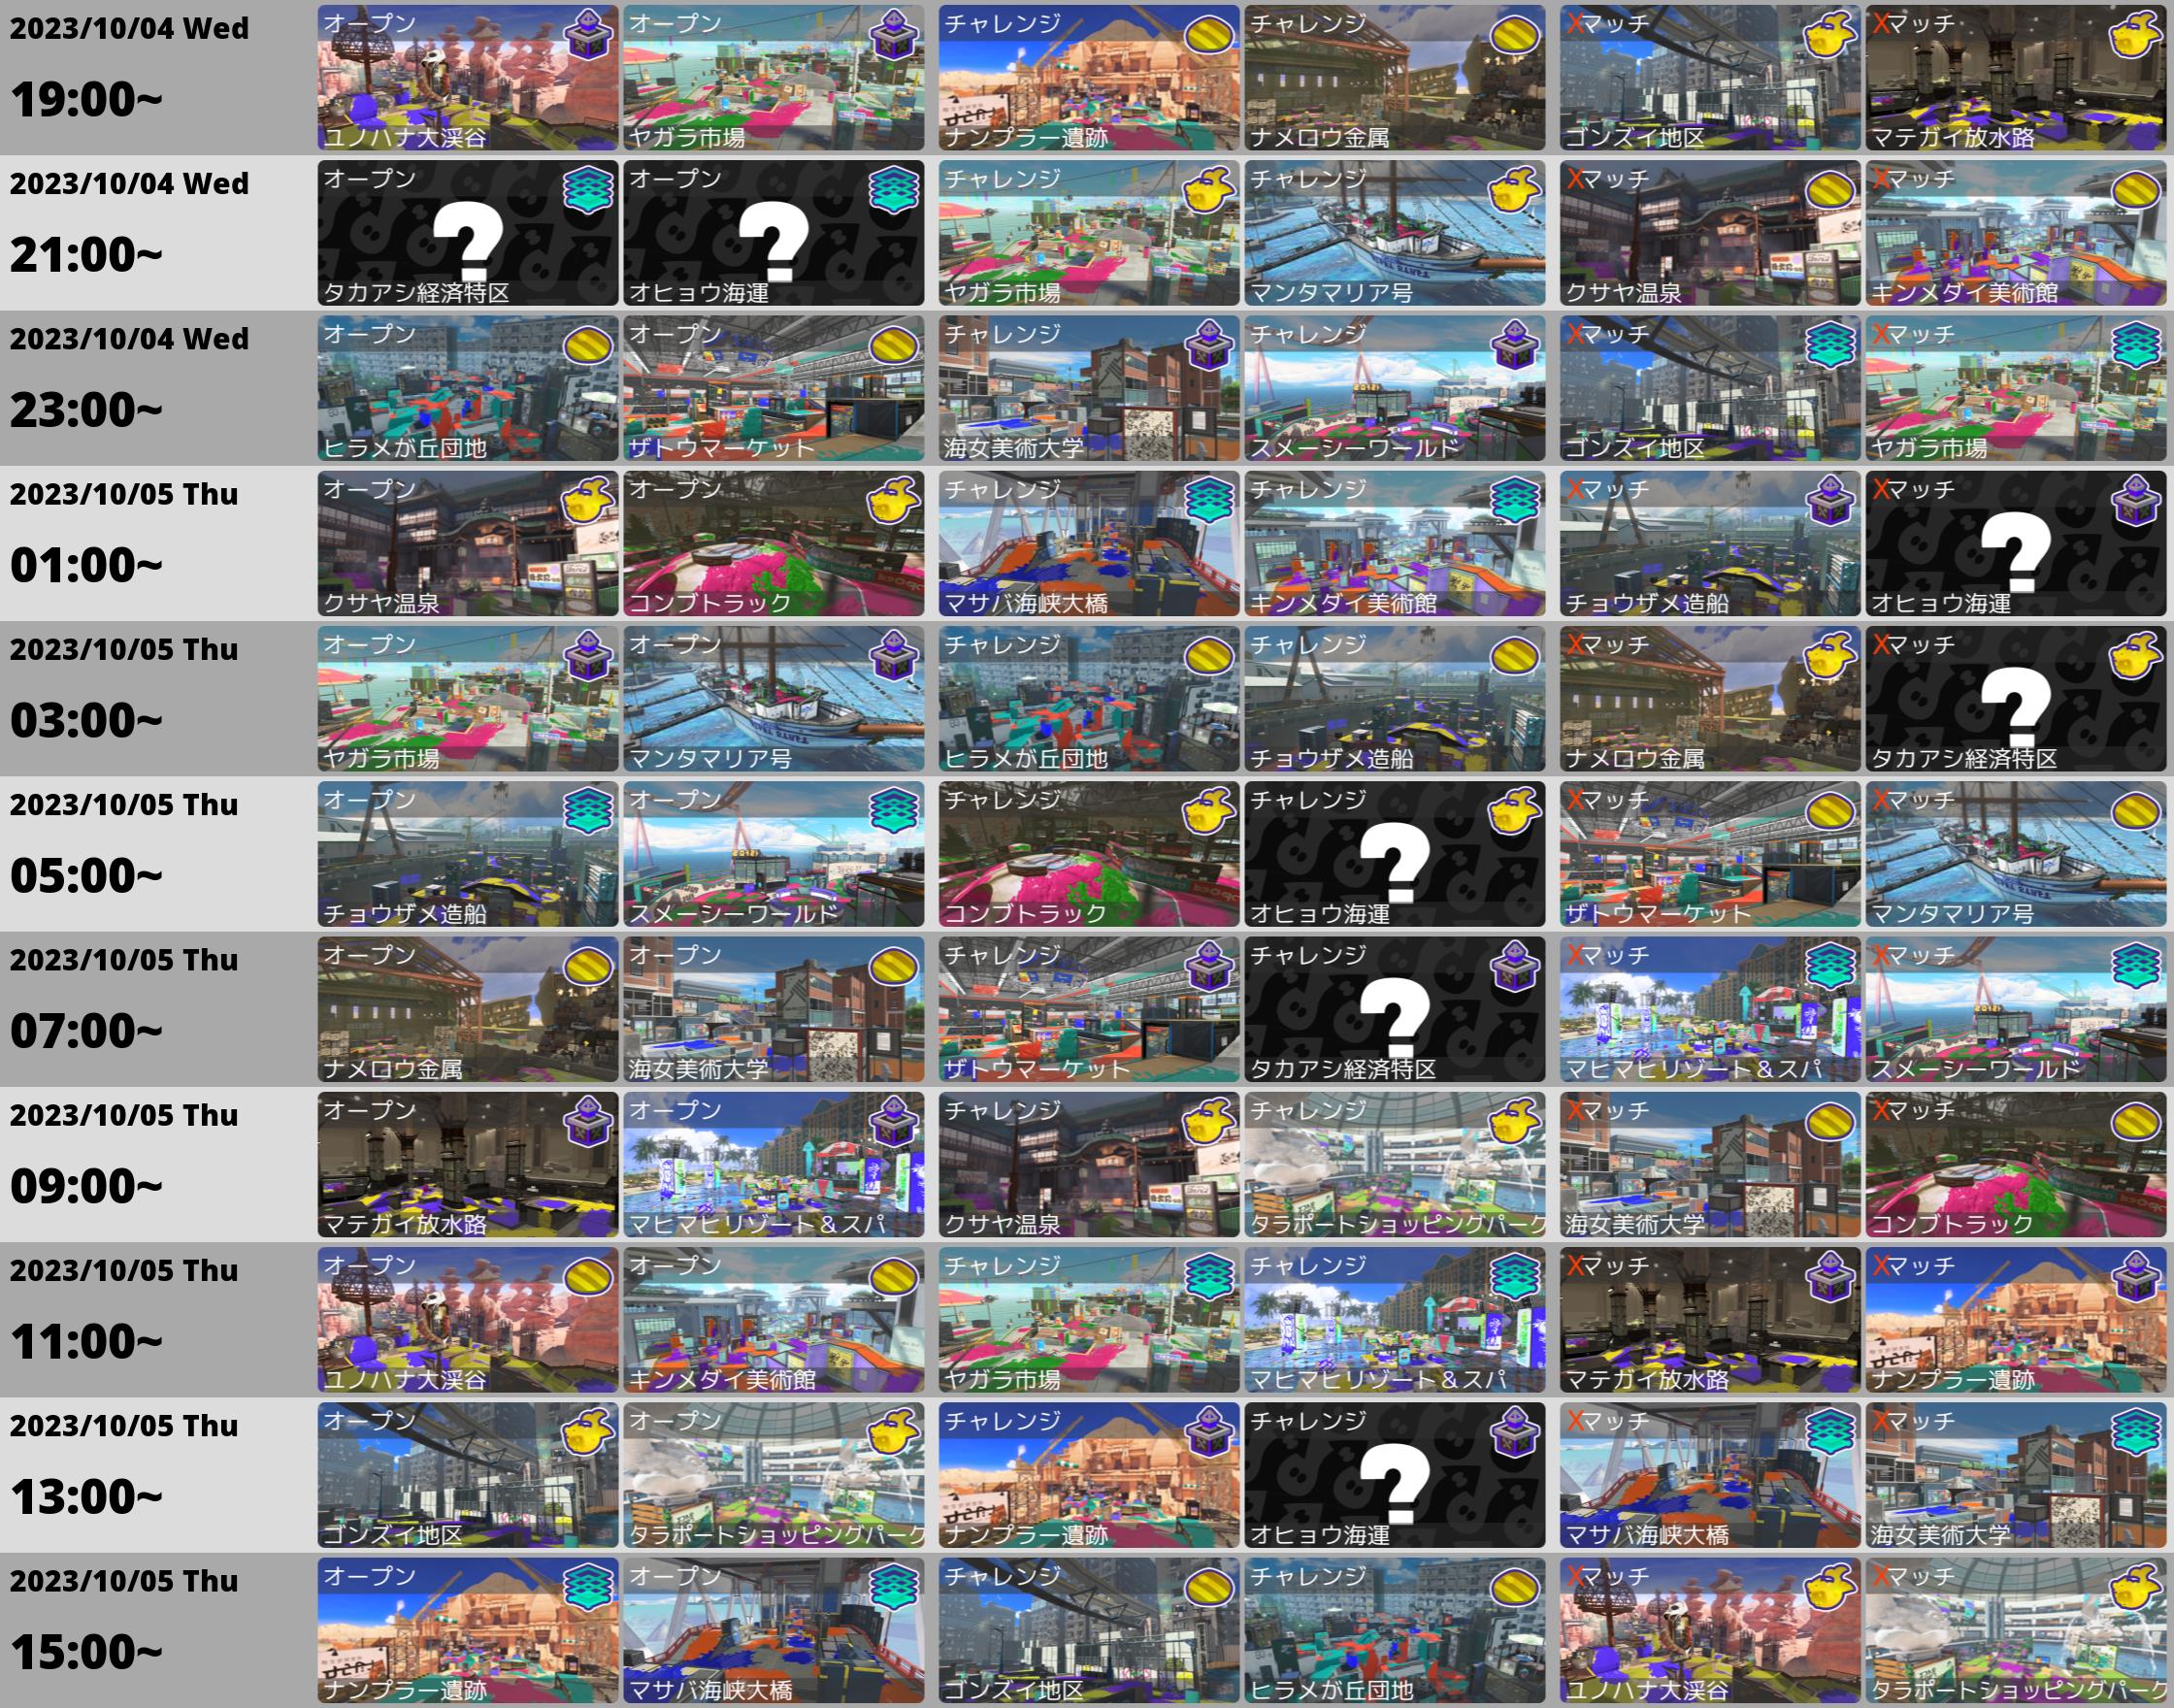 2023/10/04 Wed
19:00~
オープン
ユノハナ大渓谷
オープン
ヤガラ市場
チャレンジ
ナンプラー遺跡
チャレンジ
ナメロウ金属
Xマッチ
ゴンズイ地区
Xマッチ
マテガイ放水路
2023/10/04 Wed
21:00~
オープン
?
タカアシ経済特区
オープン
?
オヒョウ海運
チャレンジ
ヤガラ市場
チャレンジ
マンタマリア号
Xマッチ
クサヤ温泉
Xマッチ
キンメダイ美術館
2023/10/04 Wed
23:00~
オープン
ヒラメが丘団地
オープン
ザトウマーケット
チャレンジ
海女美術大学
チャレンジ
スメーシーワールド
Xマッチ
ゴンズイ地区
Xマッチ
ヤガラ市場
2023/10/05 Thu
01:00~
オープン
クサヤ温泉
オープン
コンブトラック
チャレンジ
マサバ海峡大橋
チャレンジ
キンメダイ美術館
Xマッチ
チョウザメ造船
Xマッチ
?
オヒョウ海運
2023/10/05 Thu
03:00~
オープン
ヤガラ市場
オープン
マンタマリア号
チャレンジ
ヒラメが丘団地
チャレンジ
チョウザメ造船
Xマッチ
ナメロウ金属
Xマッチ
?
タカアシ経済特区
2023/10/05 Thu
05:00~
オープン
チョウザメ造船
オープン
スメーシーワールド
チャレンジ
コンブトラック
チャレンジ
?
オヒョウ海運
Xマッチ
ザトウマーケット
Xマッチ
マンタマリア号
2023/10/05 Thu
07:00~
オープン
ナメロウ金属
オープン
海女美術大学
チャレンジ
ザトウマーケット
チャレンジ
?
タカアシ経済特区
Xマッチ
マヒマヒリゾート＆スパ
Xマッチ
スメーシーワールド
2023/10/05 Thu
09:00~
オープン
マテガイ放水路
オープン
マヒマヒリゾート＆スパ
チャレンジ
クサヤ温泉
チャレンジ
タラポートショッピングパーク
Xマッチ
海女美術大学
Xマッチ
コンブトラック
2023/10/05 Thu
11:00~
オープン
ユノハナ大渓谷
オープン
キンメダイ美術館
チャレンジ
ヤガラ市場
チャレンジ
マヒマヒリゾート＆スパ
Xマッチ
マテガイ放水路
Xマッチ
ナンプラー遺跡
2023/10/05 Thu
13:00~
オープン
ゴンズイ地区
オープン
タラポートショッピングパーク
チャレンジ
ナンプラー遺跡
チャレンジ
?
オヒョウ海運
Xマッチ
マサバ海峡大橋
Xマッチ
海女美術大学
2023/10/05 Thu
15:00~
オープン
ナンプラー遺跡
オープン
マサバ海峡大橋
チャレンジ
ゴンズイ地区
チャレンジ
ヒラメが丘団地
Xマッチ
ユノハナ大渓谷
Xマッチ
タラポートショッピングパーク